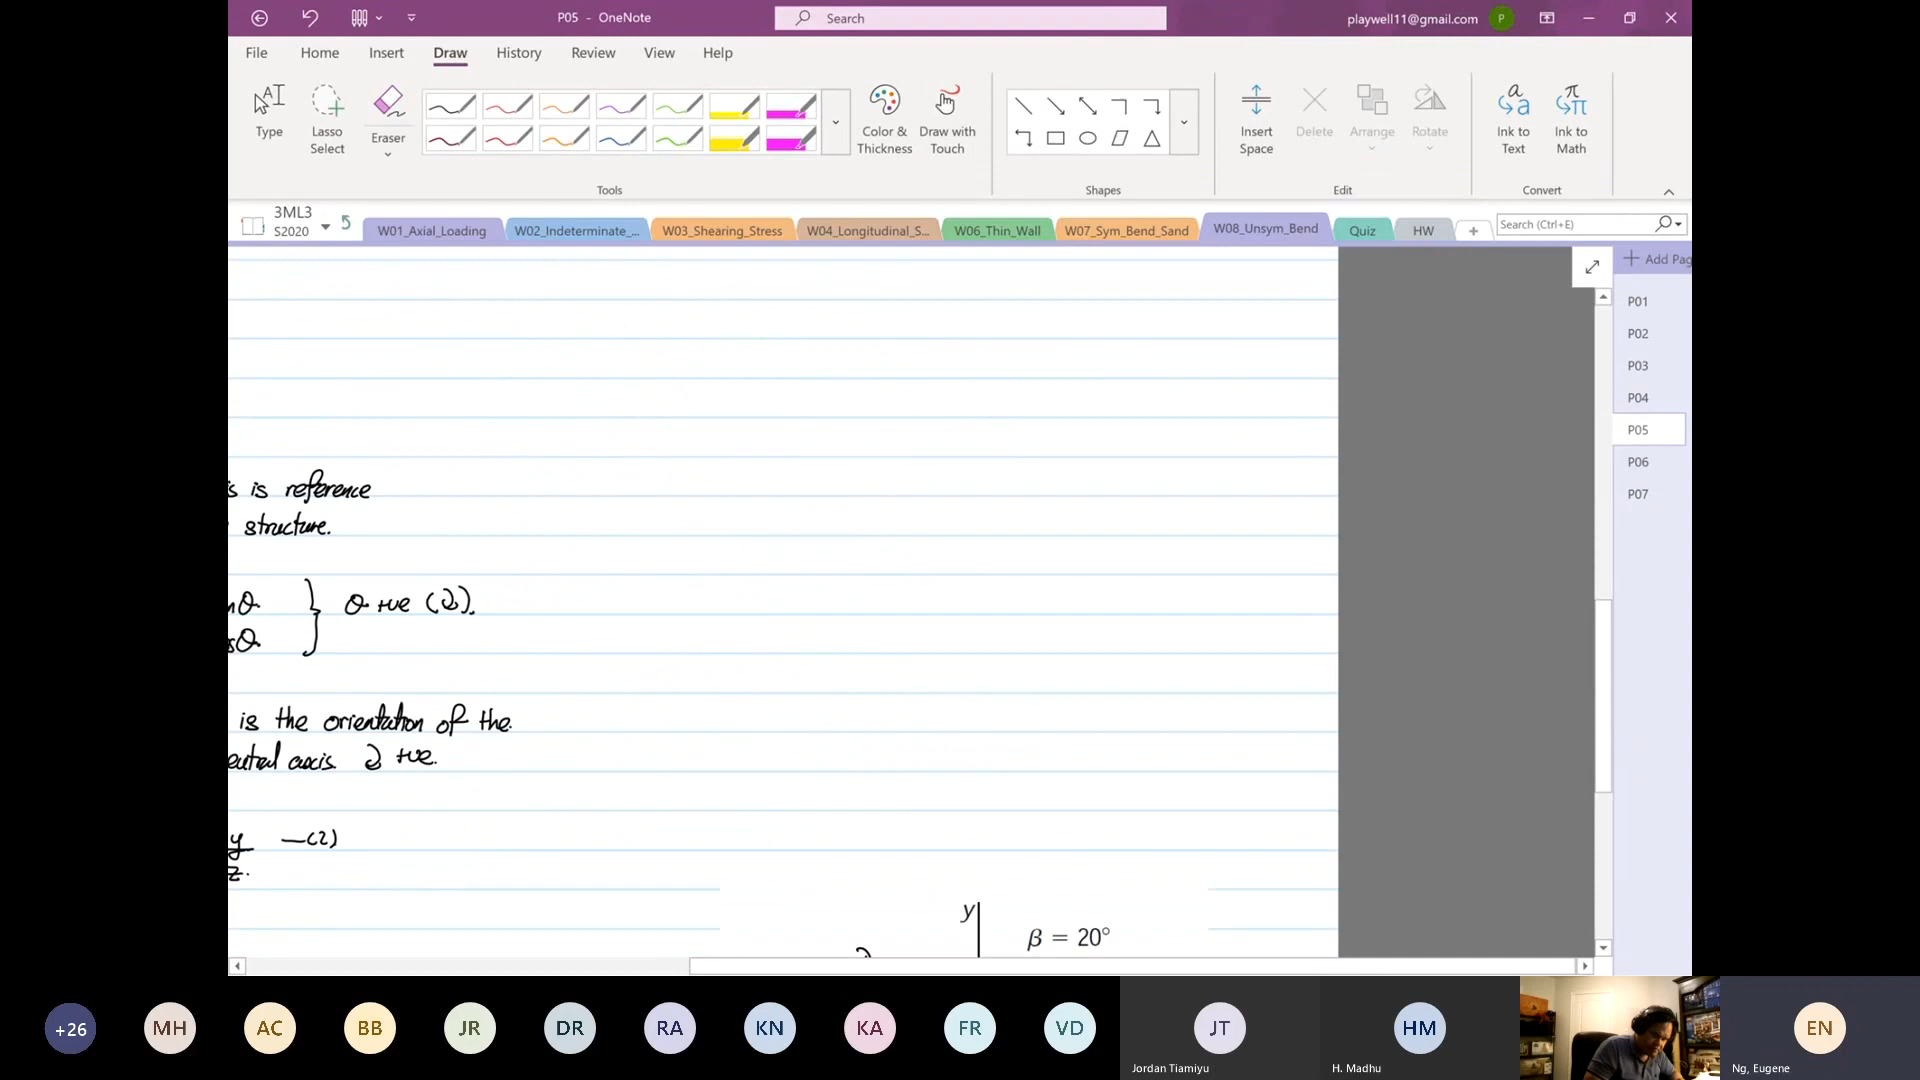 P05 - OneNote
Search
playwell11@gmail.com
P
File
Home
Insert
Draw
History
Review
View
Help
Type
Lasso
Select
Eraser
Color &
Thickness
Draw with
Touch
Insert
Space
Delete
Arrange
Rotate
Ink to
Text
Ink to
Math
Tools
Shapes
Edit
Convert
3ML3
S2020
W01_Axial_Loading
W02_Indeterminate_...
W03_Shearing_Stress
W04_Longitudinal_S...
W06_Thin_Wall
W07_Sym_Bend_Sand
W08_Unsym_Bend
Quiz
HW
+
Search (Ctrl+E)
Add Pag
P01
P02
P03
P04
P05
P06
P07
s is reference
structure.
nθ
sθ
} θ +ve (↻).
is the orientation of the
eutral axis ↻ +ve.
y
z.
—(2)
y
β = 20°
+26
MH
AC
BB
JR
DR
RA
KN
KA
FR
VD
JT
Jordan Tiamiyu
HM
H. Madhu
EN
Ng, Eugene